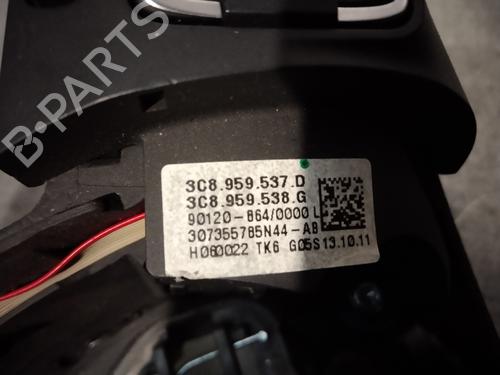 B-PARTS
3C8.959.537.D
3C8.959.538.G
90120-864/0000 L
307355785N44-AB
H060022 TK6 G05S 13.10.11